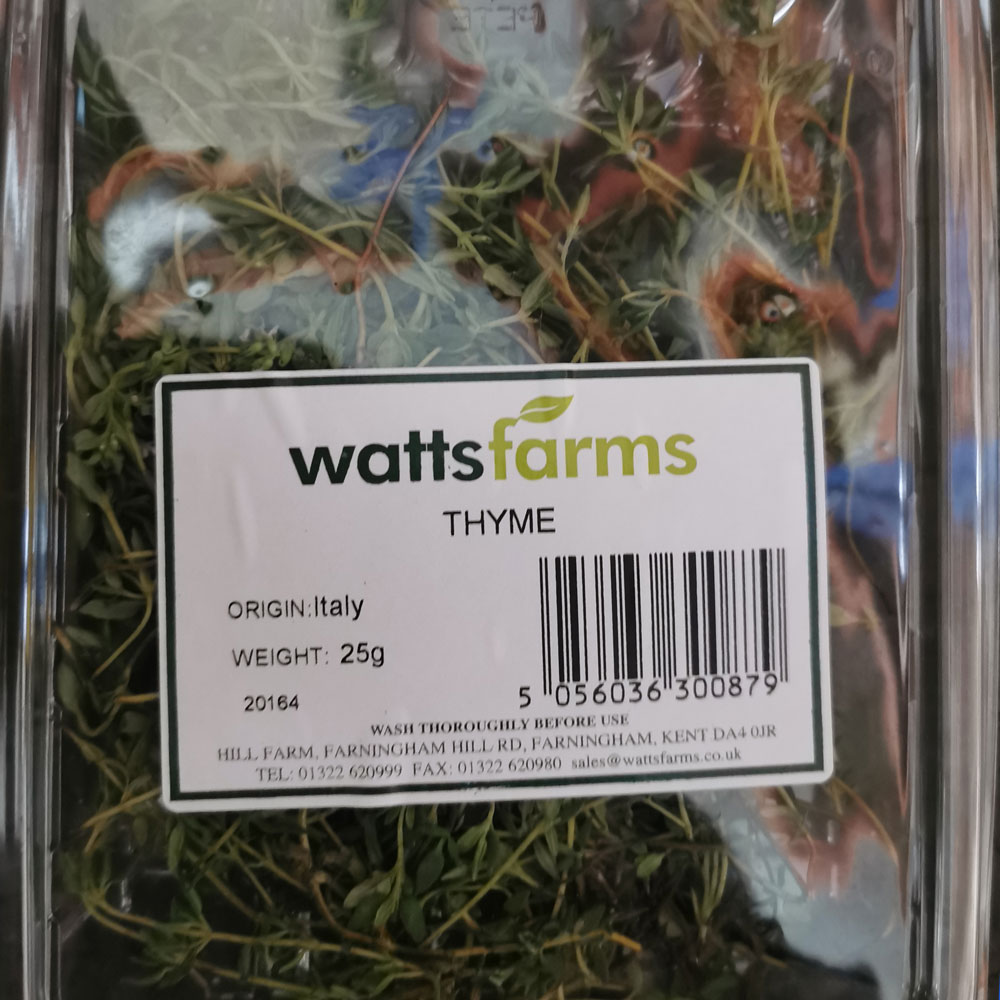 wattsfarms
THYME
ORIGIN:Italy
WEIGHT: 25g
20164
5 056036 300879
WASH THOROUGHLY BEFORE USE
HILL FARM, FARNINGHAM HILL RD, FARNINGHAM, KENT DA4 0JR
TEL: 01322 620999 FAX: 01322 620980 sales@wattsfarms.co.uk